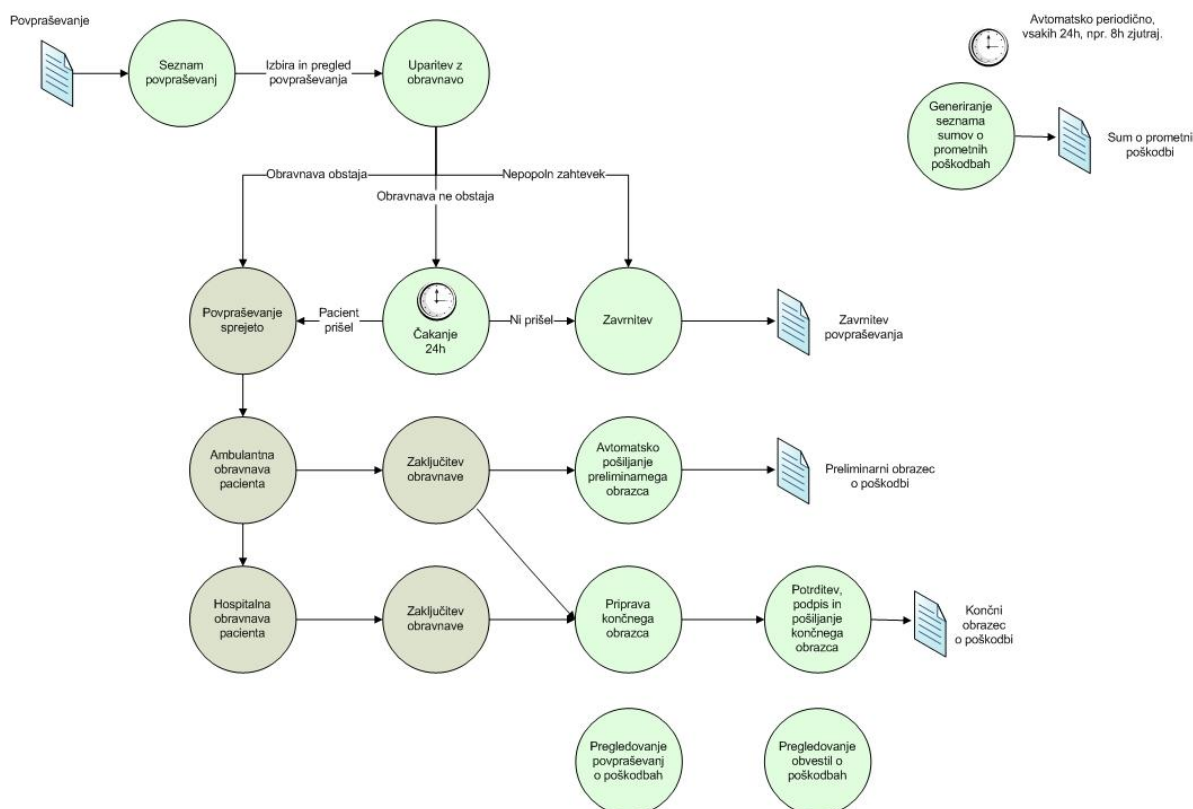 Povpraševanje
Seznam
povpraševanj
Izbira in pregled
povpraševanja
Uparitev z
obravnavo
Avtomatsko periodično,
vsakih 24h, npr. 8h zjutraj.
Generiranje
seznama
sumov o
prometnih
poškodbah
Sum o prometni
poškodbi
Obravnava obstaja
Nepopoln zahtevek
Obravnava ne obstaja
Povpraševanje
sprejeto
Pacient
prišel
Čakanje
24h
Ni prišel
Zavrnitev
Zavrnitev
povpraševanja
Ambulantna
obravnava
pacienta
Zaključitev
obravnave
Avtomatsko
pošiljanje
preliminarnega
obrazca
Preliminarni obrazec
o poškodbi
Hospitalna
obravnava
pacienta
Zaključitev
obravnave
Priprava
končnega
obrazca
Potrditev,
podpis in
pošiljanje
končnega
obrazca
Končni
obrazec
o poškodbi
Pregledovanje
povpraševanj
o poškodbah
Pregledovanje
obvestil o
poškodbah